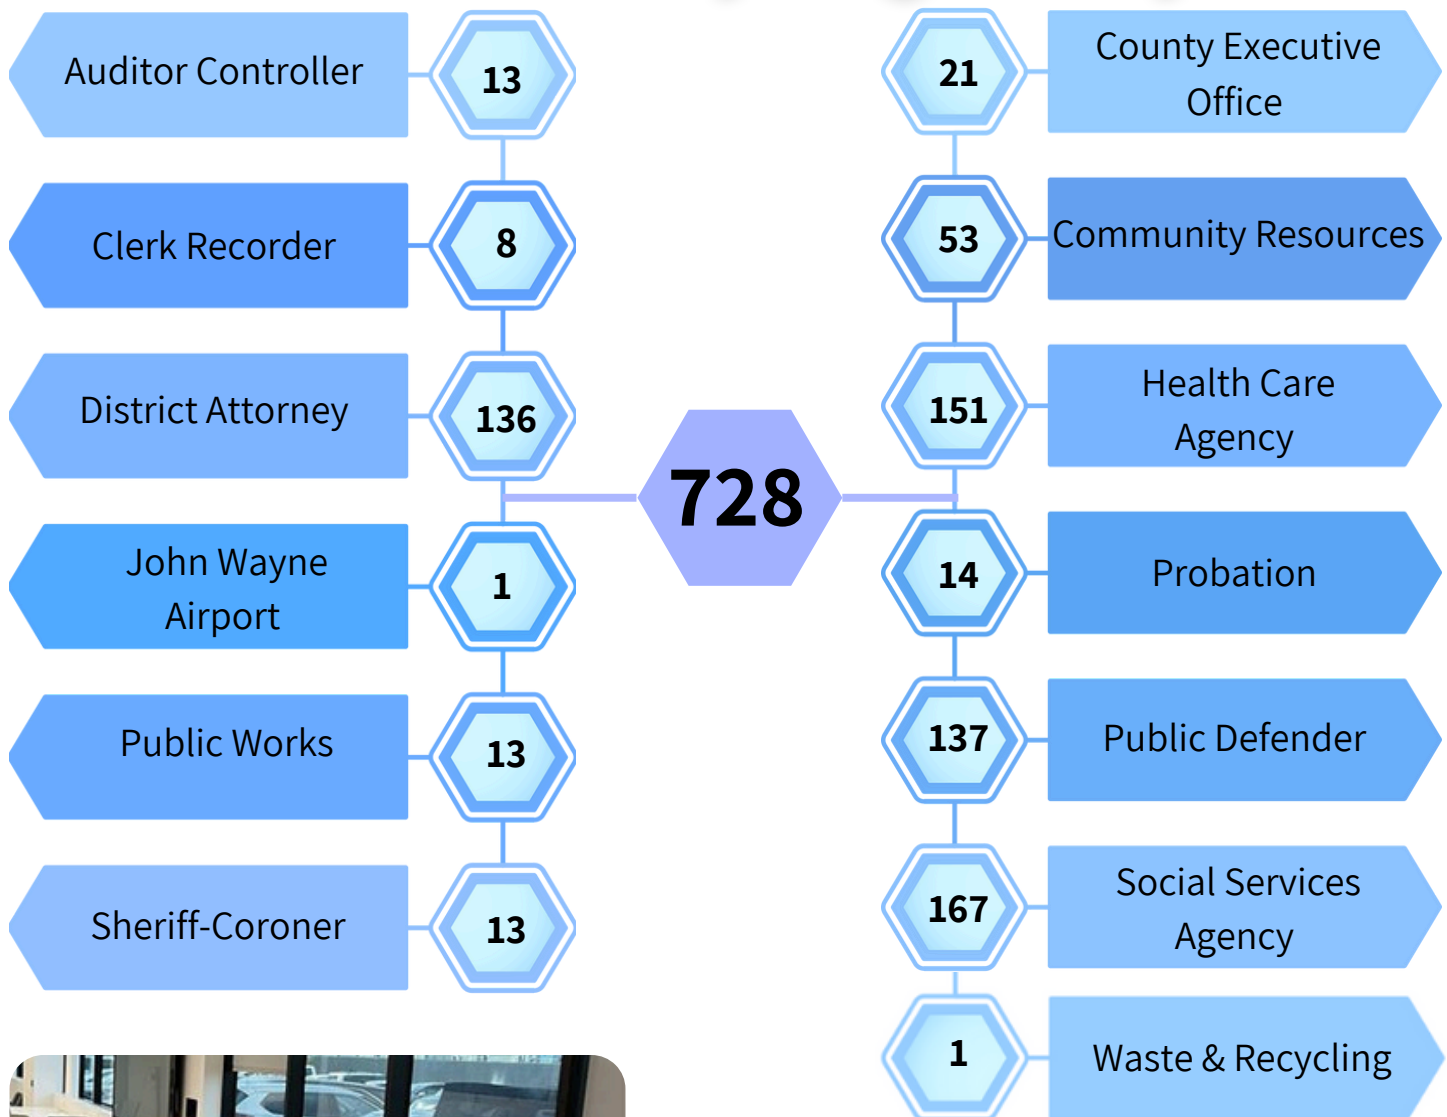 Auditor Controller
13
Clerk Recorder
8
District Attorney
136
John Wayne
Airport
1
Public Works
13
Sheriff-Coroner
13
728
21
County Executive
Office
53
Community Resources
151
Health Care
Agency
14
Probation
137
Public Defender
167
Social Services
Agency
1
Waste & Recycling